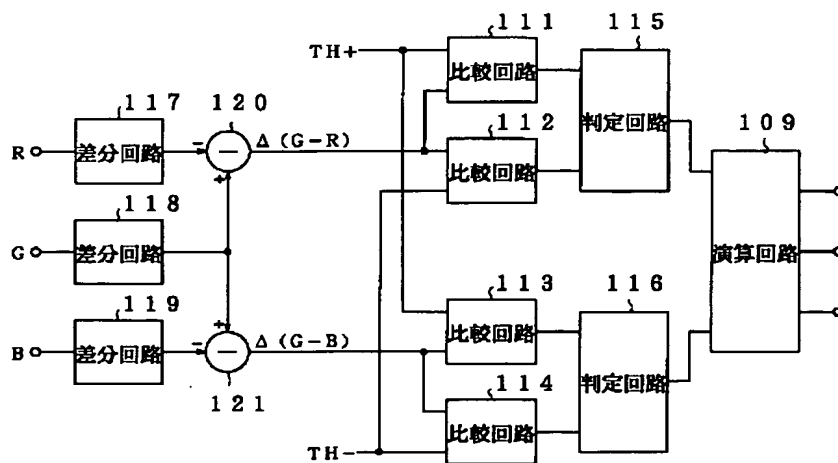 111
115
TH+
比較回路
117
120
判定回路
109
112
R
差分回路
-
−
Δ(G−R)
比較回路
+
118
G
差分回路
演算回路
113
116
119
+
比較回路
B
差分回路
-
−
Δ(G−B)
判定回路
114
121
比較回路
TH−